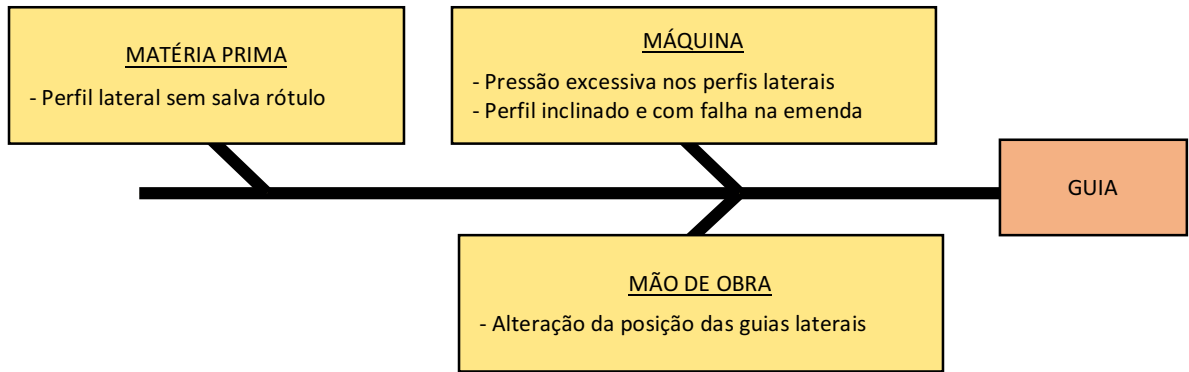 MATÉRIA PRIMA
- Perfil lateral sem salva rótulo
MÁQUINA
- Pressão excessiva nos perfis laterais
- Perfil inclinado e com falha na emenda
GUIA
MÃO DE OBRA
- Alteração da posição das guias laterais